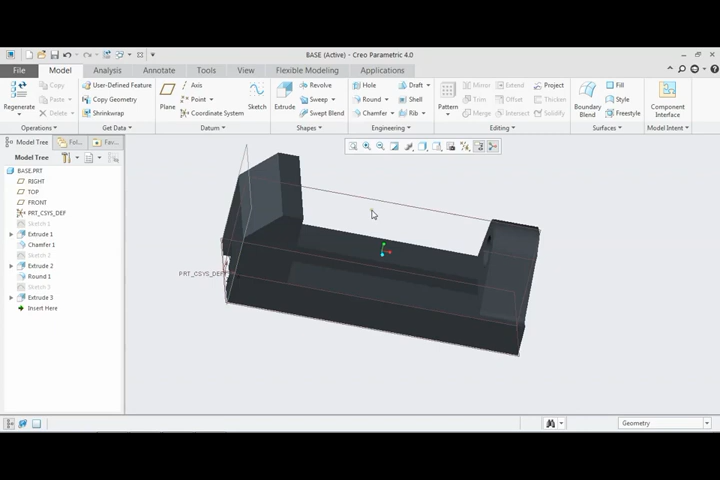 BASE (Active) - Creo Parametric 4.0
File Model Analysis Annotate Tools View Flexible Modeling Applications
Regenerate
Copy
Paste
Delete
Operations
User-Defined Feature
Copy Geometry
Shrinkwrap
Get Data
Plane
Axis
Point
Coordinate System
Sketch
Datum
Extrude
Revolve
Sweep
Swept Blend
Shapes
Hole
Round
Chamfer
Draft
Shell
Rib
Engineering
Pattern
Mirror
Trim
Merge
Extend
Offset
Intersect
Project
Thicken
Solidify
Editing
Boundary
Blend
Fill
Style
Freestyle
Surfaces
Component
Interface
Model Intent
Model Tree
Fol...
Fav...
Model Tree
BASE.PRT
RIGHT
TOP
FRONT
PRT_CSYS_DEF
Sketch 1
Extrude 1
Chamfer 1
Sketch 2
Extrude 2
Round 1
Sketch 3
Extrude 3
Insert Here
PRT_CSYS_DEF
Geometry